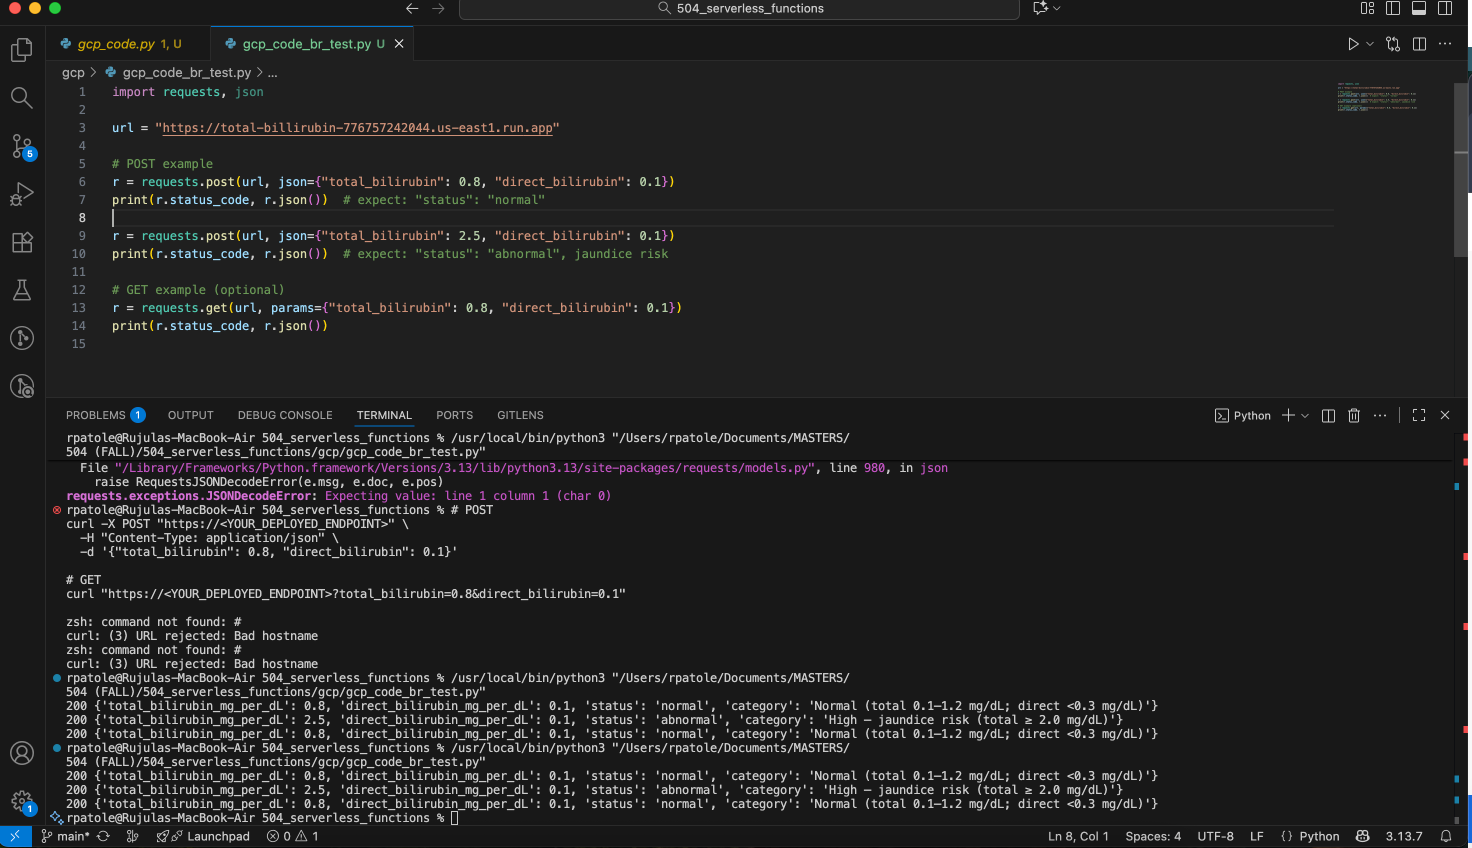 504_serverless_functions
gcp_code.py 1, U
gcp_code_br_test.py U
gcp > gcp_code_br_test.py > ...
1 import requests, json
2
3 url = "https://total-billirubin-776757242044.us-east1.run.app"
4
5 # POST example
6 r = requests.post(url, json={"total_bilirubin": 0.8, "direct_bilirubin": 0.1})
7 print(r.status_code, r.json())  # expect: "status": "normal"
8
9 r = requests.post(url, json={"total_bilirubin": 2.5, "direct_bilirubin": 0.1})
10 print(r.status_code, r.json())  # expect: "status": "abnormal", jaundice risk
11
12 # GET example (optional)
13 r = requests.get(url, params={"total_bilirubin": 0.8, "direct_bilirubin": 0.1})
14 print(r.status_code, r.json())
15
5
PROBLEMS 1 OUTPUT DEBUG CONSOLE TERMINAL PORTS GITLENS
Python
rpatole@Rujulas-MacBook-Air 504_serverless_functions % /usr/local/bin/python3 "/Users/rpatole/Documents/MASTERS/
504 (FALL)/504_serverless_functions/gcp/gcp_code_br_test.py"
File "/Library/Frameworks/Python.framework/Versions/3.13/lib/python3.13/site-packages/requests/models.py", line 980, in json
raise RequestsJSONDecodeError(e.msg, e.doc, e.pos)
requests.exceptions.JSONDecodeError: Expecting value: line 1 column 1 (char 0)
rpatole@Rujulas-MacBook-Air 504_serverless_functions % # POST
curl -X POST "https://<YOUR_DEPLOYED_ENDPOINT>" \
-H "Content-Type: application/json" \
-d '{"total_bilirubin": 0.8, "direct_bilirubin": 0.1}'

# GET
curl "https://<YOUR_DEPLOYED_ENDPOINT>?total_bilirubin=0.8&direct_bilirubin=0.1"

zsh: command not found: #
curl: (3) URL rejected: Bad hostname
zsh: command not found: #
curl: (3) URL rejected: Bad hostname
rpatole@Rujulas-MacBook-Air 504_serverless_functions % /usr/local/bin/python3 "/Users/rpatole/Documents/MASTERS/
504 (FALL)/504_serverless_functions/gcp/gcp_code_br_test.py"
200 {'total_bilirubin_mg_per_dL': 0.8, 'direct_bilirubin_mg_per_dL': 0.1, 'status': 'normal', 'category': 'Normal (total 0.1–1.2 mg/dL; direct <0.3 mg/dL)'}
200 {'total_bilirubin_mg_per_dL': 2.5, 'direct_bilirubin_mg_per_dL': 0.1, 'status': 'abnormal', 'category': 'High – jaundice risk (total ≥ 2.0 mg/dL)'}
200 {'total_bilirubin_mg_per_dL': 0.8, 'direct_bilirubin_mg_per_dL': 0.1, 'status': 'normal', 'category': 'Normal (total 0.1–1.2 mg/dL; direct <0.3 mg/dL)'}
rpatole@Rujulas-MacBook-Air 504_serverless_functions % /usr/local/bin/python3 "/Users/rpatole/Documents/MASTERS/
504 (FALL)/504_serverless_functions/gcp/gcp_code_br_test.py"
200 {'total_bilirubin_mg_per_dL': 0.8, 'direct_bilirubin_mg_per_dL': 0.1, 'status': 'normal', 'category': 'Normal (total 0.1–1.2 mg/dL; direct <0.3 mg/dL)'}
200 {'total_bilirubin_mg_per_dL': 2.5, 'direct_bilirubin_mg_per_dL': 0.1, 'status': 'abnormal', 'category': 'High – jaundice risk (total ≥ 2.0 mg/dL)'}
200 {'total_bilirubin_mg_per_dL': 0.8, 'direct_bilirubin_mg_per_dL': 0.1, 'status': 'normal', 'category': 'Normal (total 0.1–1.2 mg/dL; direct <0.3 mg/dL)'}
rpatole@Rujulas-MacBook-Air 504_serverless_functions %
1
main* Launchpad 0 1 Ln 8, Col 1 Spaces: 4 UTF-8 LF {} Python 3.13.7